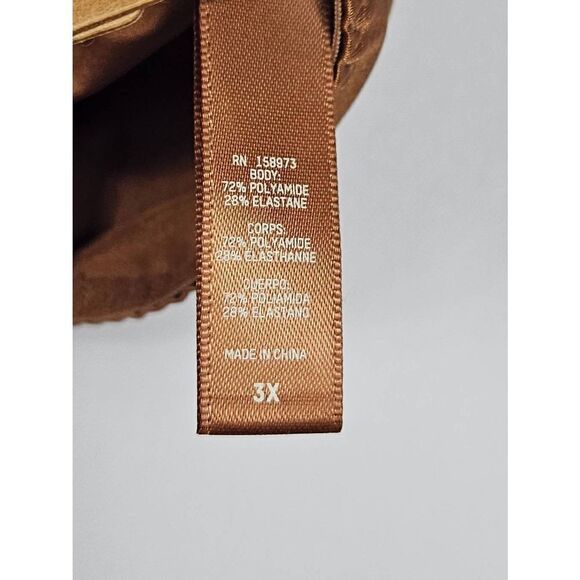 RN 158973
BODY:
72% POLYAMIDE
28% ELASTANE
CORPS:
72% POLYAMIDE
28% ELASTHANNE
CUERPO:
72% POLIAMIDA
28% ELASTANO
MADE IN CHINA
3X